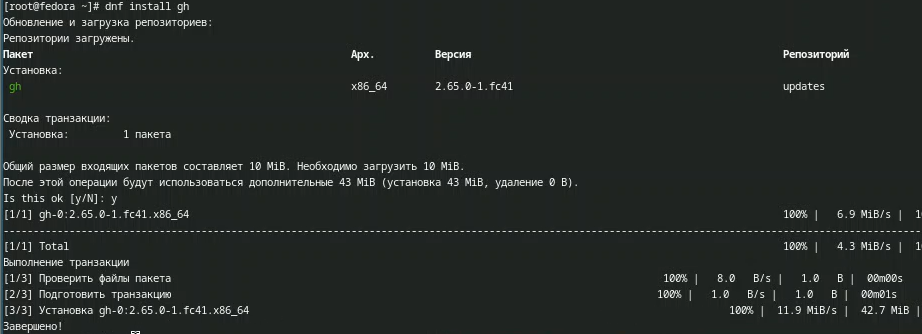 [root@fedora ~]# dnf install gh
Обновление и загрузка репозиториев:
Репозитории загружены.
Пакет Арх. Версия Репозиторий
Установка:
gh x86_64 2.65.0-1.fc41 updates
Сводка транзакции:
Установка: 1 пакета
Общий размер входящих пакетов составляет 10 MiB. Необходимо загрузить 10 MiB.
После этой операции будут использоваться дополнительные 43 MiB (установка 43 MiB, удаление 0 B).
Is this ok [y/N]: y
[1/1] gh-0:2.65.0-1.fc41.x86_64 100% | 6.9 MiB/s |
[1/1] Total 100% | 4.3 MiB/s |
Выполнение транзакции
[1/3] Проверить файлы пакета 100% | 8.0 B/s | 1.0 B | 00m00s
[2/3] Подготовить транзакцию 100% | 1.0 B/s | 1.0 B | 00m01s
[3/3] Установка gh-0:2.65.0-1.fc41.x86_64 100% | 11.9 MiB/s | 42.7 MiB |
Завершено!